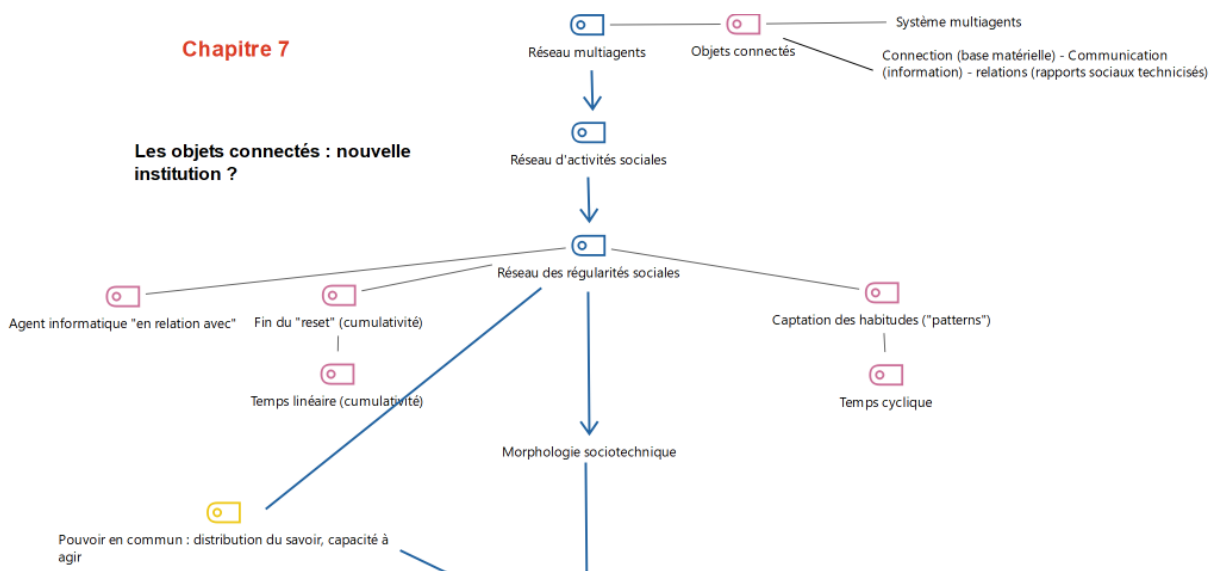 Système multiagents
Chapitre 7
Réseau multiagents
Objets connectés
Connection (base matérielle) - Communication
(information) - relations (rapports sociaux technicisés)
Les objets connectés : nouvelle
institution ?
Réseau d'activités sociales
Réseau des régularités sociales
Agent informatique "en relation avec"
Fin du "reset" (cumulativité)
Captation des habitudes ("patterns")
Temps linéaire (cumulativité)
Temps cyclique
Morphologie sociotechnique
Pouvoir en commun : distribution du savoir, capacité à
agir